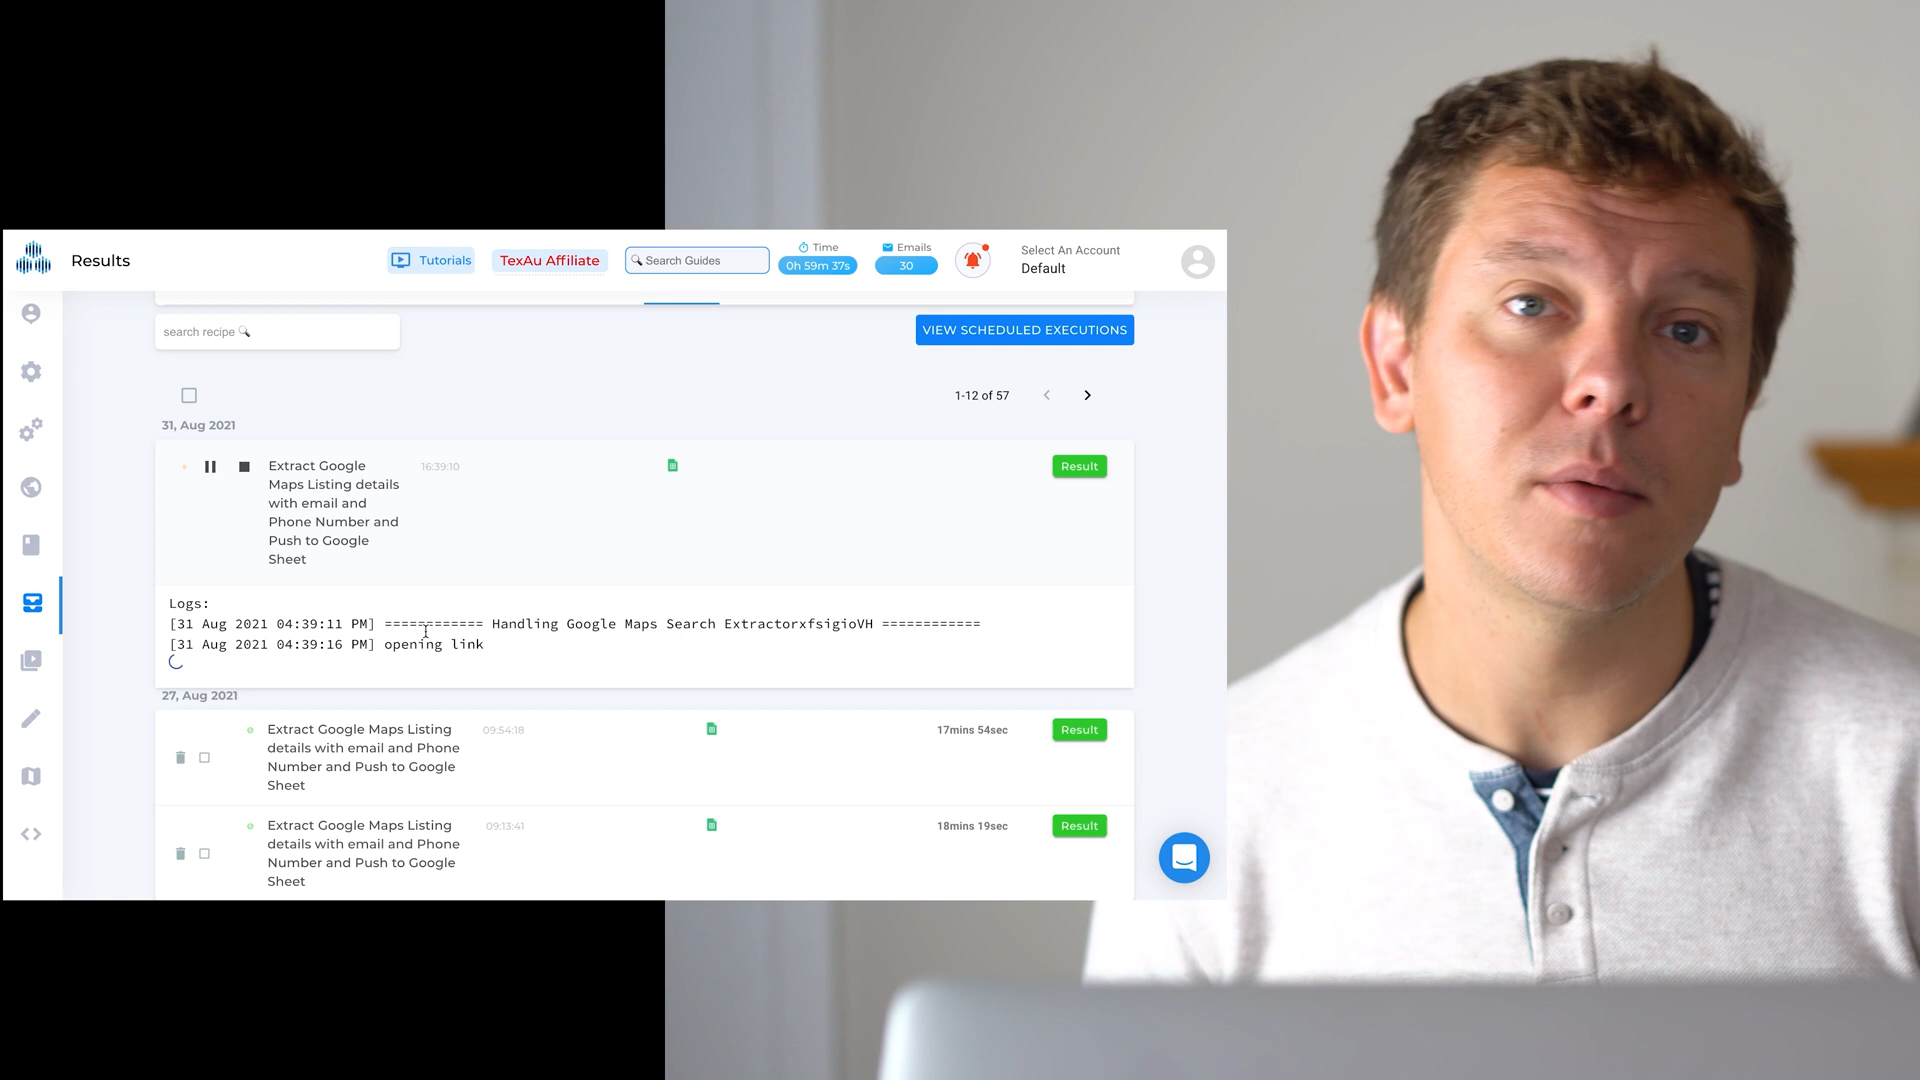 Results
Tutorials
TexAu Affiliate
Search Guides
Time
0h 59m 37s
Emails
30
Select An Account
Default
search recipe
VIEW SCHEDULED EXECUTIONS
1-12 of 57
31, Aug 2021
Extract Google
Maps Listing details
with email and
Phone Number and
Push to Google
Sheet
16:39:10
Result
Logs:
[31 Aug 2021 04:39:11 PM] ============ Handling Google Maps Search ExtractorxfsigioVH ============
[31 Aug 2021 04:39:16 PM] opening link
27, Aug 2021
Extract Google Maps Listing
details with email and Phone
Number and Push to Google
Sheet
09:54:18
17mins 54sec
Result
Extract Google Maps Listing
details with email and Phone
Number and Push to Google
Sheet
09:13:41
18mins 19sec
Result